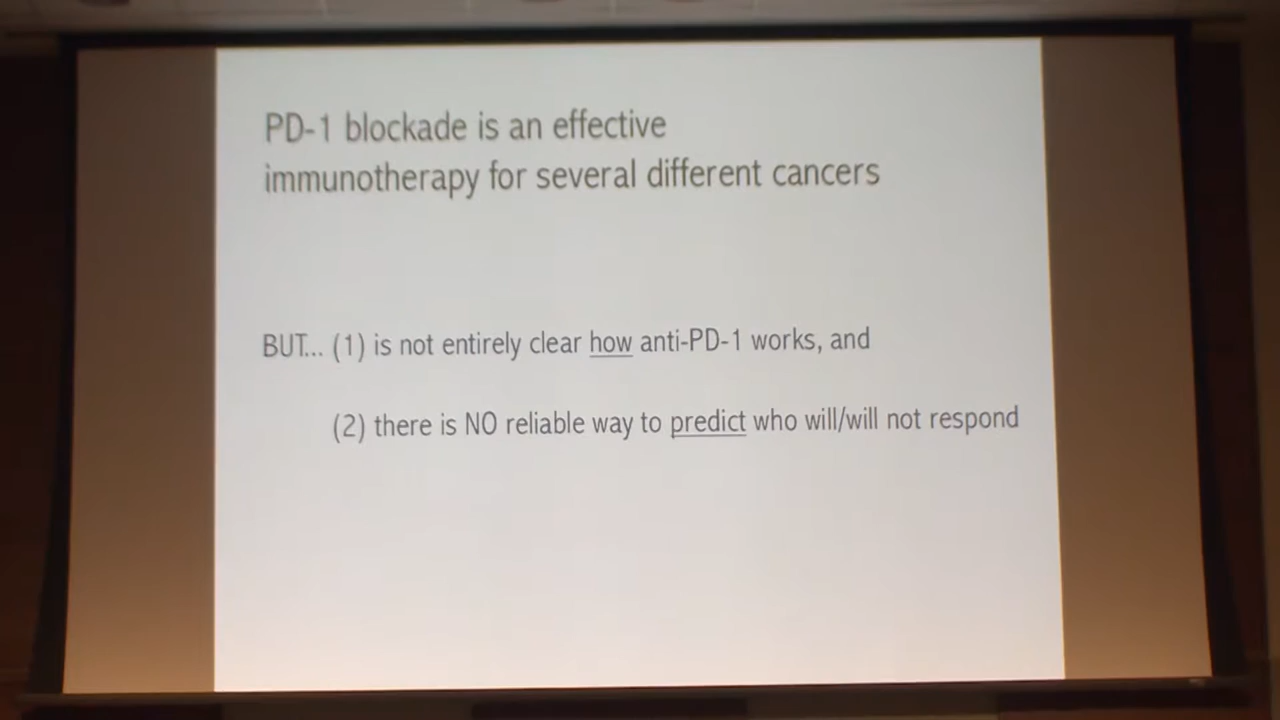 PD-1 blockade is an effective
immunotherapy for several different cancers
BUT... (1) is not entirely clear how anti-PD-1 works, and
(2) there is NO reliable way to predict who will/will not respond